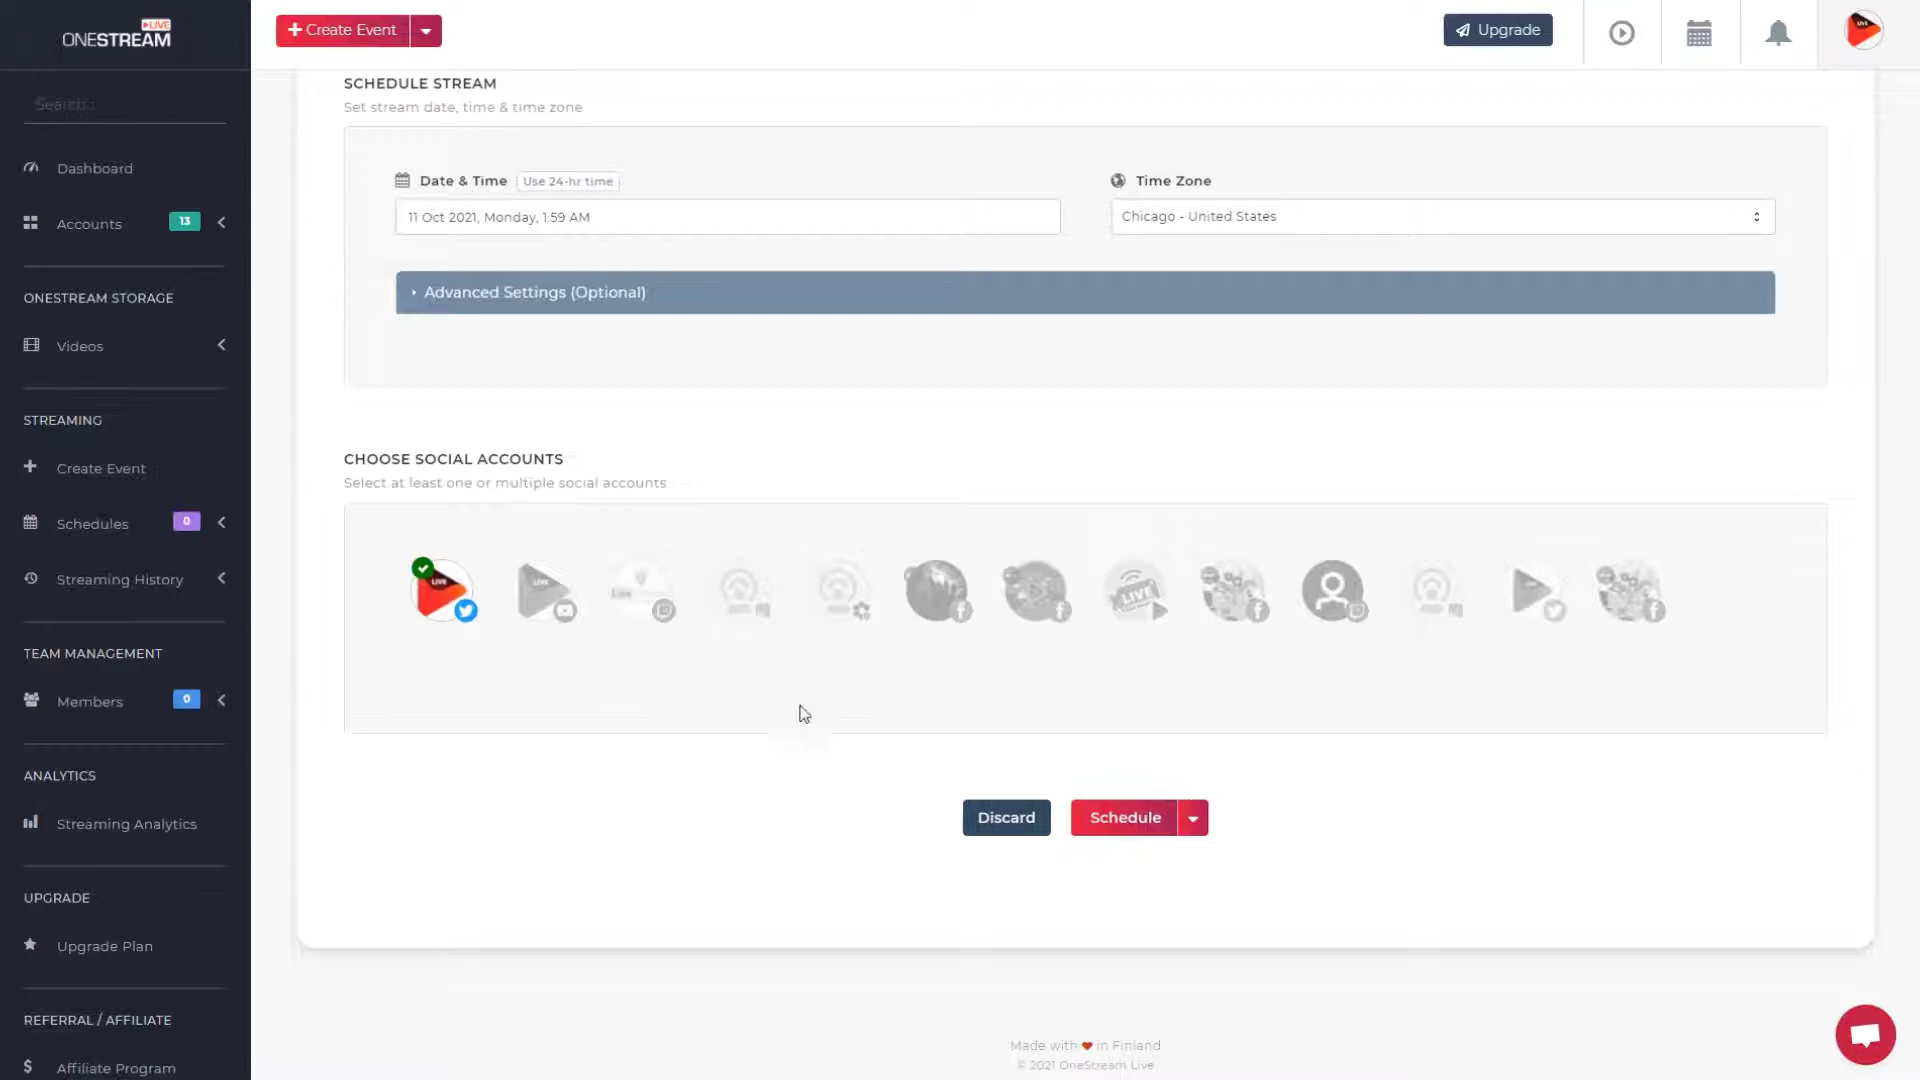 LIVE
ONESTREAM
Create Event
Upgrade
Search...
Dashboard
Accounts 13
ONESTREAM STORAGE
Videos
STREAMING
Create Event
Schedules 0
Streaming History
TEAM MANAGEMENT
Members 0
ANALYTICS
Streaming Analytics
UPGRADE
Upgrade Plan
REFERRAL / AFFILIATE
Affiliate Program
SCHEDULE STREAM
Set stream date, time & time zone
Date & Time Use 24-hr time
11 Oct 2021, Monday, 1:59 AM
Time Zone
Chicago - United States
Advanced Settings (Optional)
CHOOSE SOCIAL ACCOUNTS
Select at least one or multiple social accounts
LIVE
LIVE
LIVE
Discard
Schedule
Made with ❤ in Finland
© 2021 OneStream Live